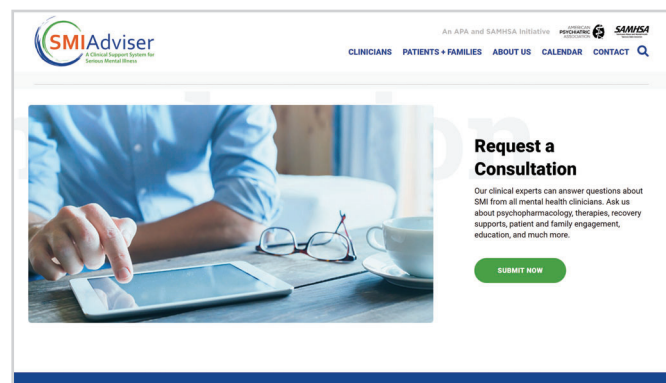 SMIAdviser
A Clinical Support System for
Serious Mental Illness
An APA and SAMHSA Initiative
AMERICAN
PSYCHIATRIC
ASSOCIATION
SAMHSA
CLINICIANS PATIENTS + FAMILIES ABOUT US CALENDAR CONTACT
Request a
Consultation
Our clinical experts can answer questions about
SMI from all mental health clinicians. Ask us
about psychopharmacology, therapies, recovery
supports, patient and family engagement,
education, and much more.
SUBMIT NOW